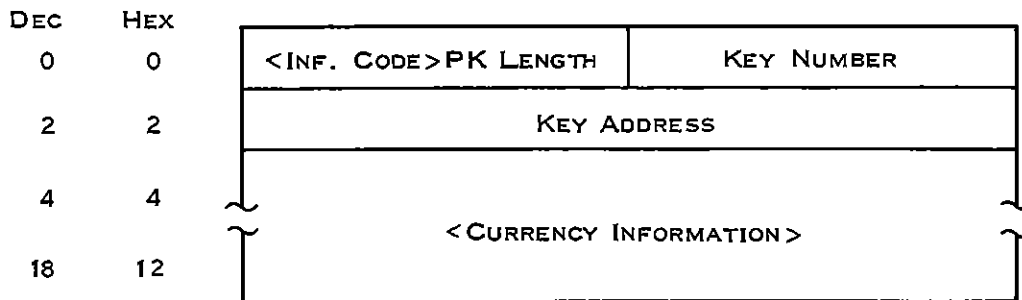 DEC HEX
0 0 <INF. CODE>PK LENGTH KEY NUMBER
2 2 KEY ADDRESS
4 4
<CURRENCY INFORMATION>
18 12